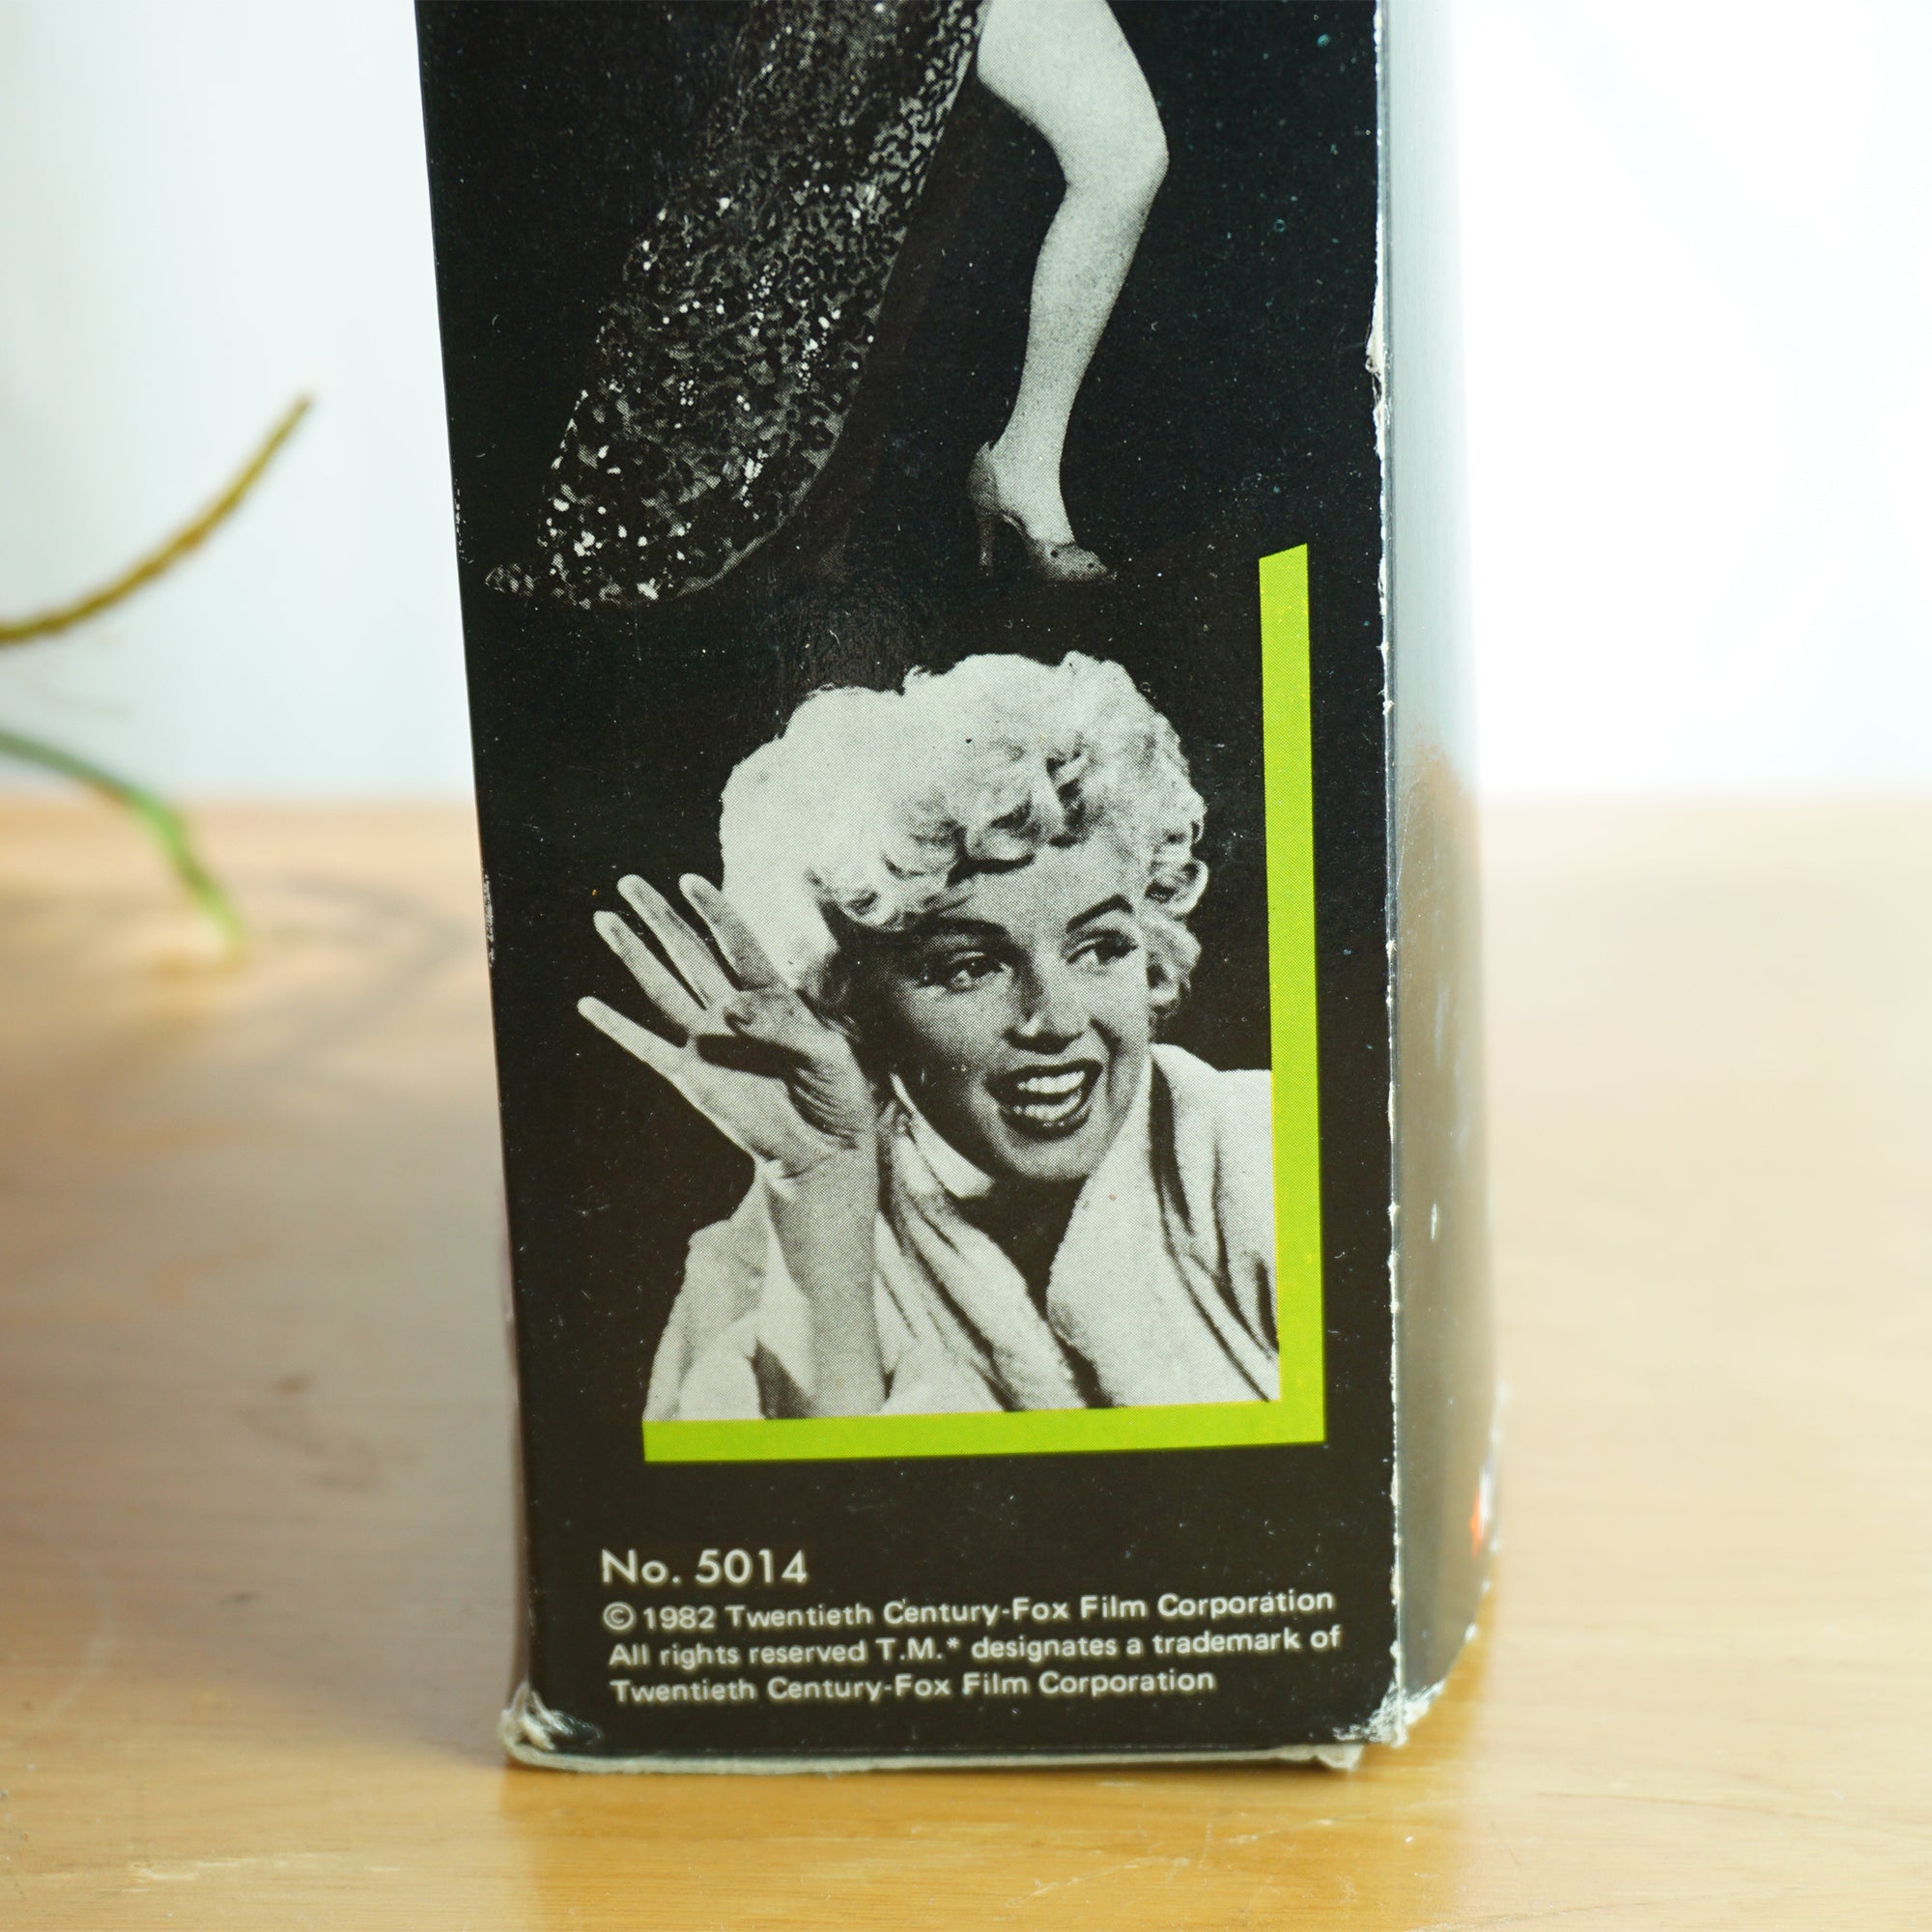 No. 5014
©1982 Twentieth Century-Fox Film Corporation
All rights reserved T.M.* designates a trademark of
Twentieth Century-Fox Film Corporation